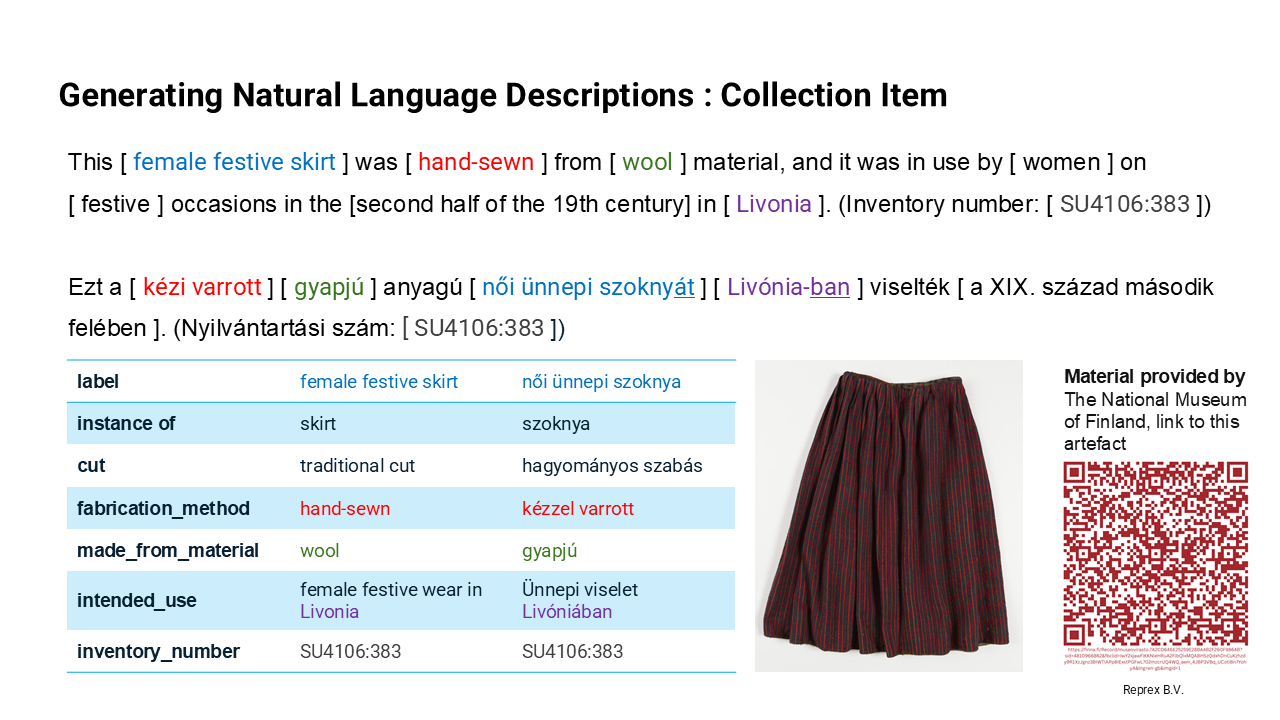 Generating Natural Language Descriptions : Collection Item
This [ female festive skirt ] was [ hand-sewn ] from [ wool ] material, and it was in use by [ women ] on
[ festive ] occasions in the [second half of the 19th century] in [ Livonia ]. (Inventory number: [ SU4106:383 ])
Ezt a [ kézi varrott ] [ gyapjú ] anyagú [ női ünnepi szoknyát ] [ Livónia-ban ] viselték [ a XIX. század második
felében ]. (Nyilvántartási szám: [ SU4106:383 ])
label female festive skirt női ünnepi szoknya
instance of skirt szoknya
cut traditional cut hagyományos szabás
fabrication_method hand-sewn kézzel varrott
made_from_material wool gyapjú
intended_use female festive wear in Ünnepi viselet
Livonia Livóniában
inventory_number SU4106:383 SU4106:383
Material provided by
The National Museum
of Finland, link to this
artefact
Reprex B.V.